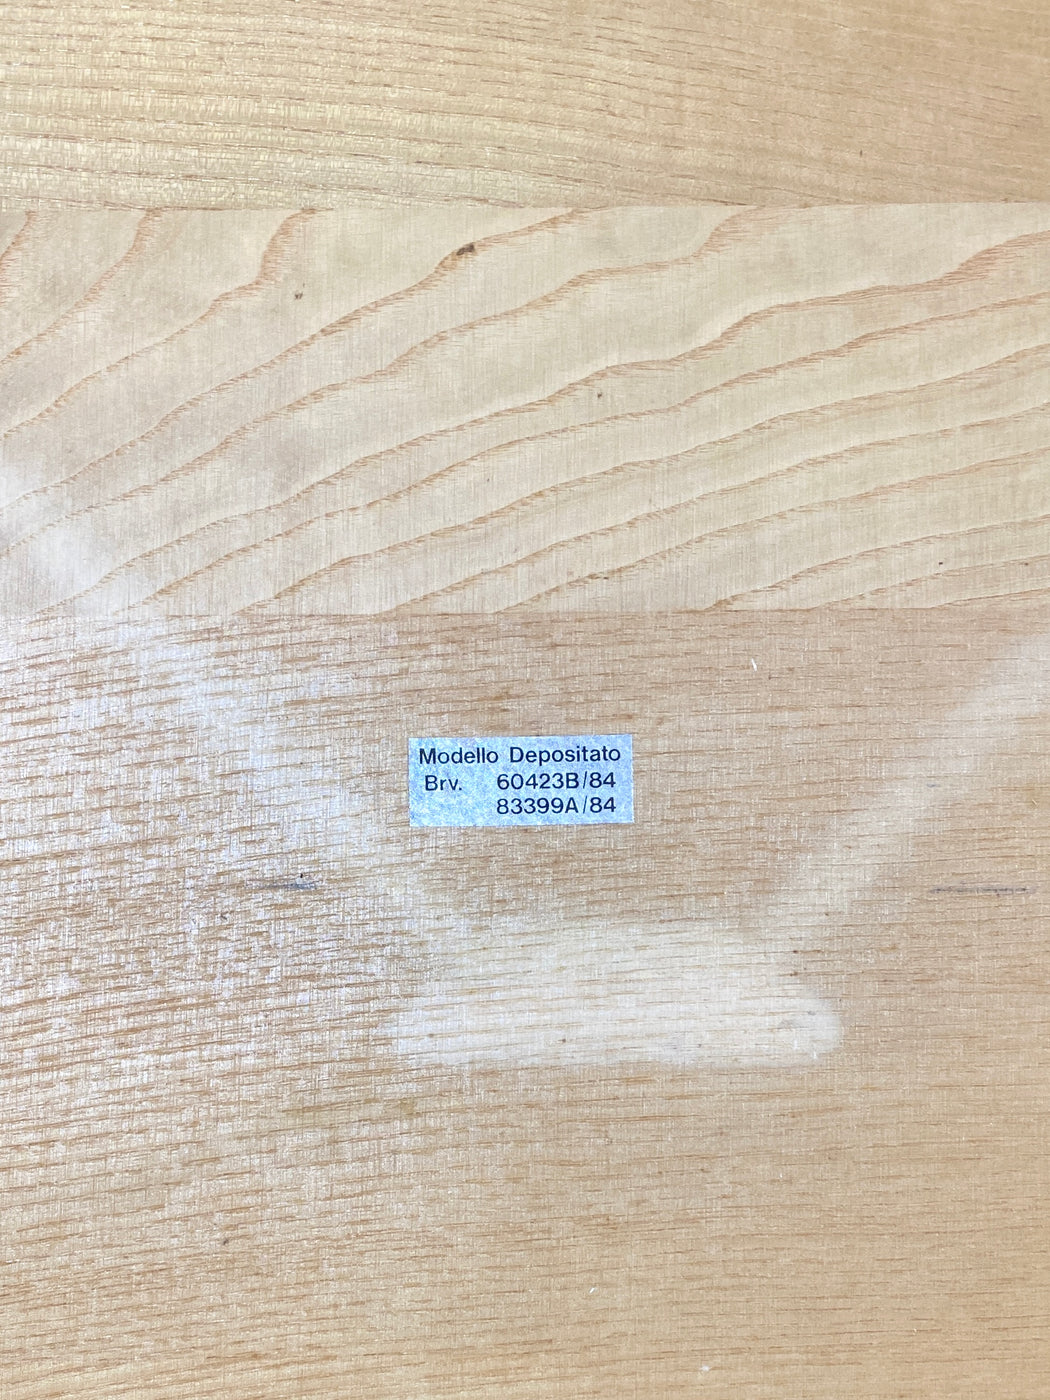 Modello Depositato
Brv. 60423B/84
83399A/84